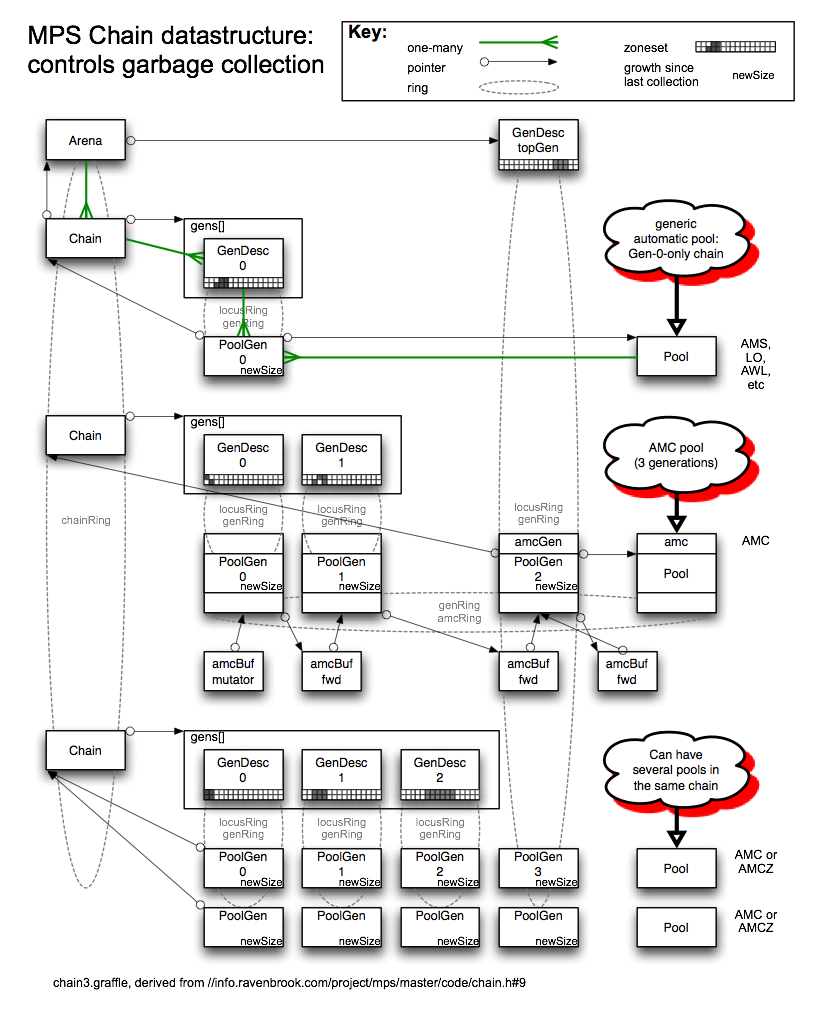 MPS Chain datastructure:
controls garbage collection
Key:
one-many
pointer
ring
zoneset
growth since
last collection
newSize
Arena
GenDesc
topGen
Chain
gens[]
GenDesc
0
locusRing
genRing
PoolGen
0
newSize
generic
automatic pool:
Gen-0-only chain
Pool
AMS,
LO,
AWL,
etc
Chain
gens[]
GenDesc
0
GenDesc
1
locusRing
genRing
locusRing
genRing
locusRing
genRing
AMC pool
(3 generations)
chainRing
PoolGen
0
newSize
PoolGen
1
newSize
amcGen
PoolGen
2
newSize
amc
Pool
AMC
genRing
amcRing
amcBuf
mutator
amcBuf
fwd
amcBuf
fwd
amcBuf
fwd
Chain
gens[]
GenDesc
0
GenDesc
1
GenDesc
2
locusRing
genRing
locusRing
genRing
locusRing
genRing
Can have
several pools in
the same chain
PoolGen
0
newSize
PoolGen
1
newSize
PoolGen
2
newSize
PoolGen
3
newSize
Pool
AMC or
AMCZ
PoolGen
newSize
PoolGen
newSize
PoolGen
newSize
PoolGen
newSize
Pool
AMC or
AMCZ
chain3.graffle, derived from //info.ravenbrook.com/project/mps/master/code/chain.h#9